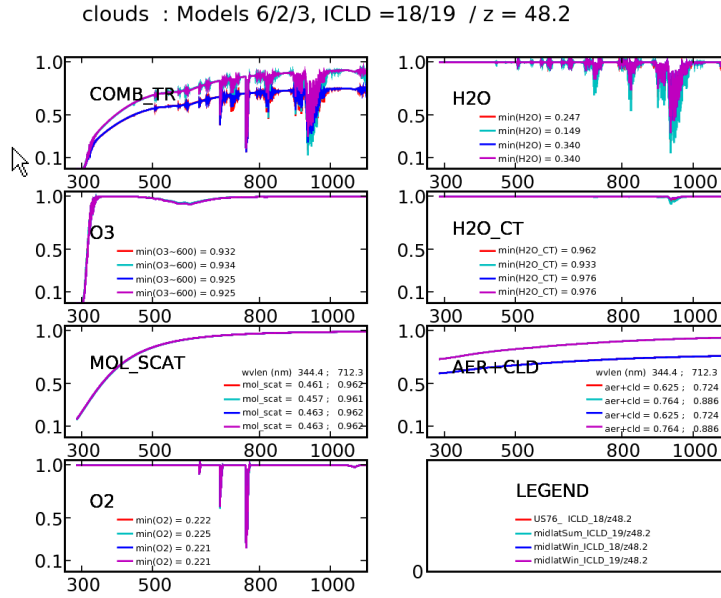 clouds : Models 6/2/3, ICLD =18/19 / z = 48.2
1.0
COMB_TR
0.5
0.1
300 500 800 1000
1.0
H2O
0.5
min(H2O) = 0.247
min(H2O) = 0.149
min(H2O) = 0.340
min(H2O) = 0.340
0.1
300 500 800 1000
1.0
O3
0.5
min(O3~600) = 0.932
min(O3~600) = 0.934
min(O3~600) = 0.925
min(O3~600) = 0.925
0.1
300 500 800 1000
1.0
H2O_CT
0.5
min(H2O_CT) = 0.962
min(H2O_CT) = 0.933
min(H2O_CT) = 0.976
min(H2O_CT) = 0.976
0.1
300 500 800 1000
1.0
MOL_SCAT
0.5
wvlen (nm) 344.4 ; 712.3
mol_scat = 0.461 ; 0.962
mol_scat = 0.457 ; 0.961
mol_scat = 0.463 ; 0.962
mol_scat = 0.463 ; 0.962
0.1
300 500 800 1000
1.0
AER+CLD
0.5
wvlen (nm) 344.4 ; 712.3
aer+cld = 0.625 ; 0.724
aer+cld = 0.764 ; 0.886
aer+cld = 0.625 ; 0.724
aer+cld = 0.764 ; 0.886
0.1
300 500 800 1000
1.0
O2
0.5
min(O2) = 0.222
min(O2) = 0.225
min(O2) = 0.221
min(O2) = 0.221
0.1
300 500 800 1000
LEGEND
US76_ ICLD_18/z48.2
midlatSum_ICLD_19/z48.2
midlatWin_ICLD_18/z48.2
midlatWin_ICLD_19/z48.2
0